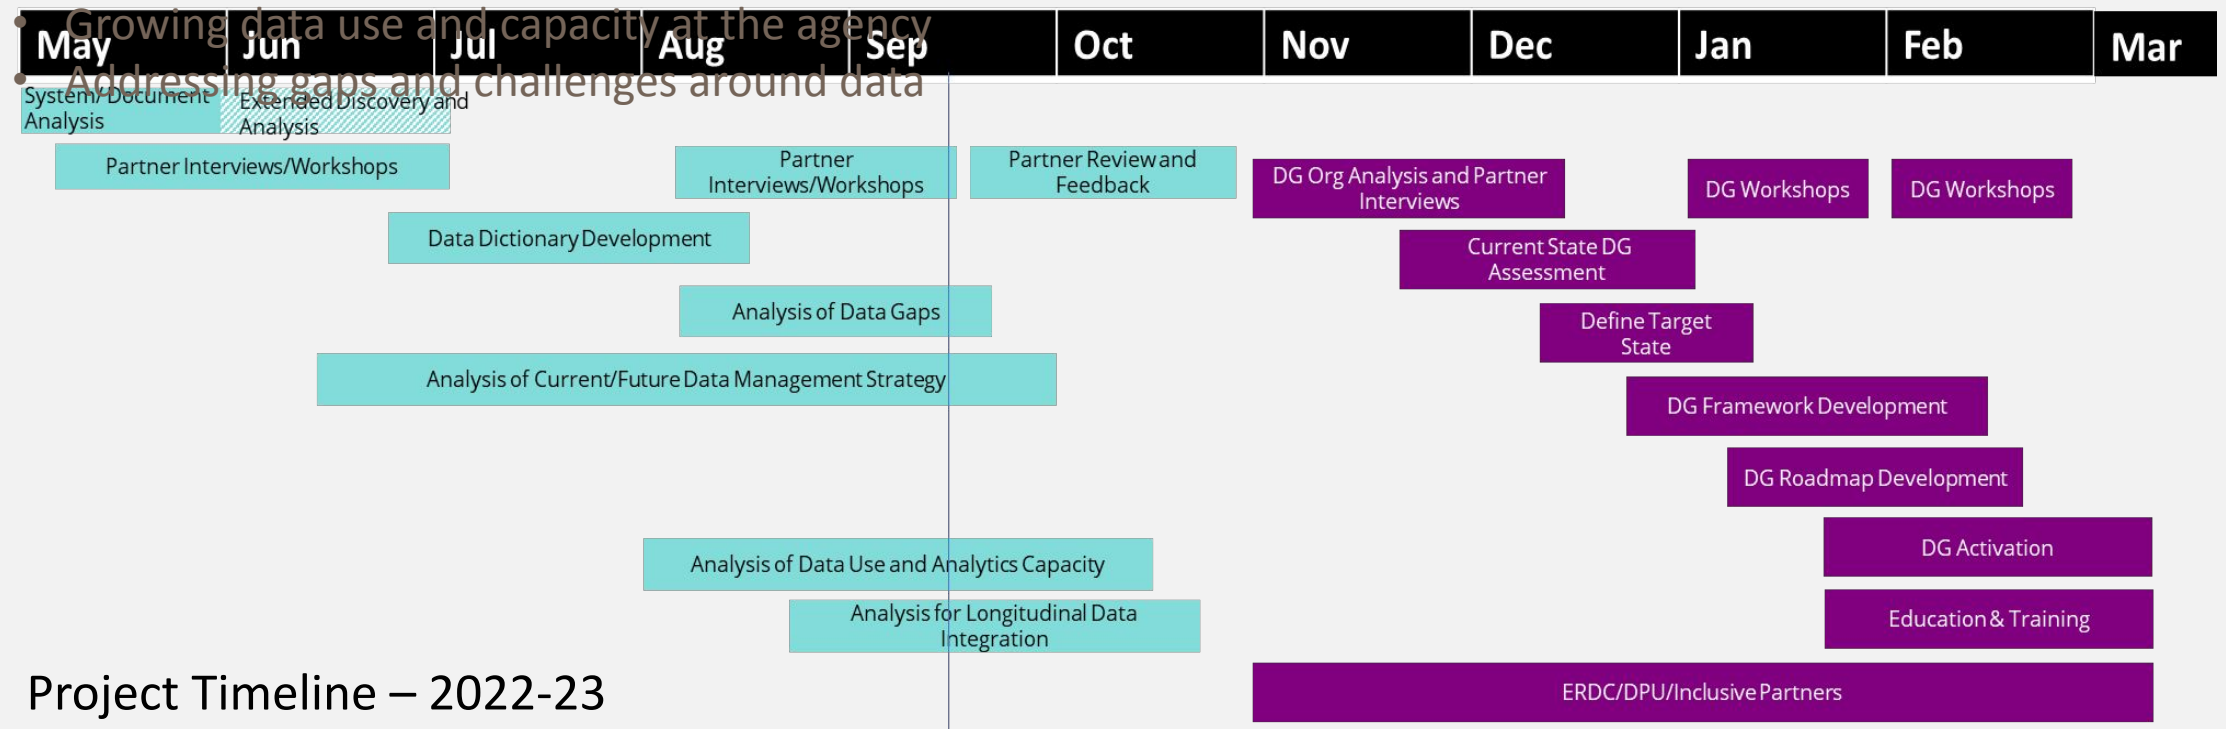 • Growing data use and capacity at the agency
• Addressing gaps and challenges around data
May Jun Jul Aug Sep Oct Nov Dec Jan Feb Mar
System/Document
Analysis
Extended Discovery and
Analysis
Partner Interviews/Workshops
Partner
Interviews/Workshops
Partner Review and
Feedback
DG Org Analysis and Partner
Interviews
DG Workshops
DG Workshops
Data Dictionary Development
Current State DG
Assessment
Analysis of Data Gaps
Define Target
State
Analysis of Current/Future Data Management Strategy
DG Framework Development
DG Roadmap Development
Analysis of Data Use and Analytics Capacity
DG Activation
Analysis for Longitudinal Data
Integration
Education & Training
ERDC/DPU/Inclusive Partners
Project Timeline – 2022-23